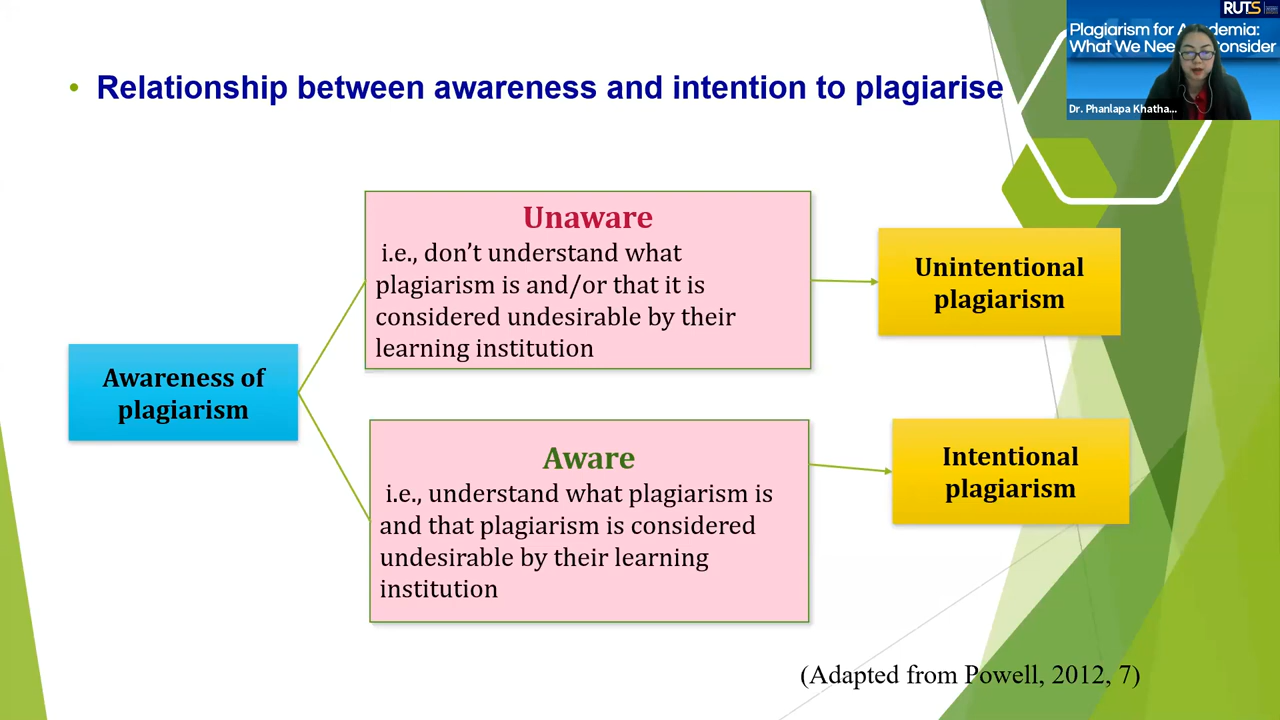 RUTS
Plagiarism for
What We Nee
onsider
Dr. Phanlapa Khatha...
• Relationship between awareness and intention to plagiarise
Unaware
i.e., don't understand what
plagiarism is and/or that it is
considered undesirable by their
learning institution
Unintentional
plagiarism
Awareness of
plagiarism
Aware
i.e., understand what plagiarism is
and that plagiarism is considered
undesirable by their learning
institution
Intentional
plagiarism
(Adapted from Powell, 2012, 7)